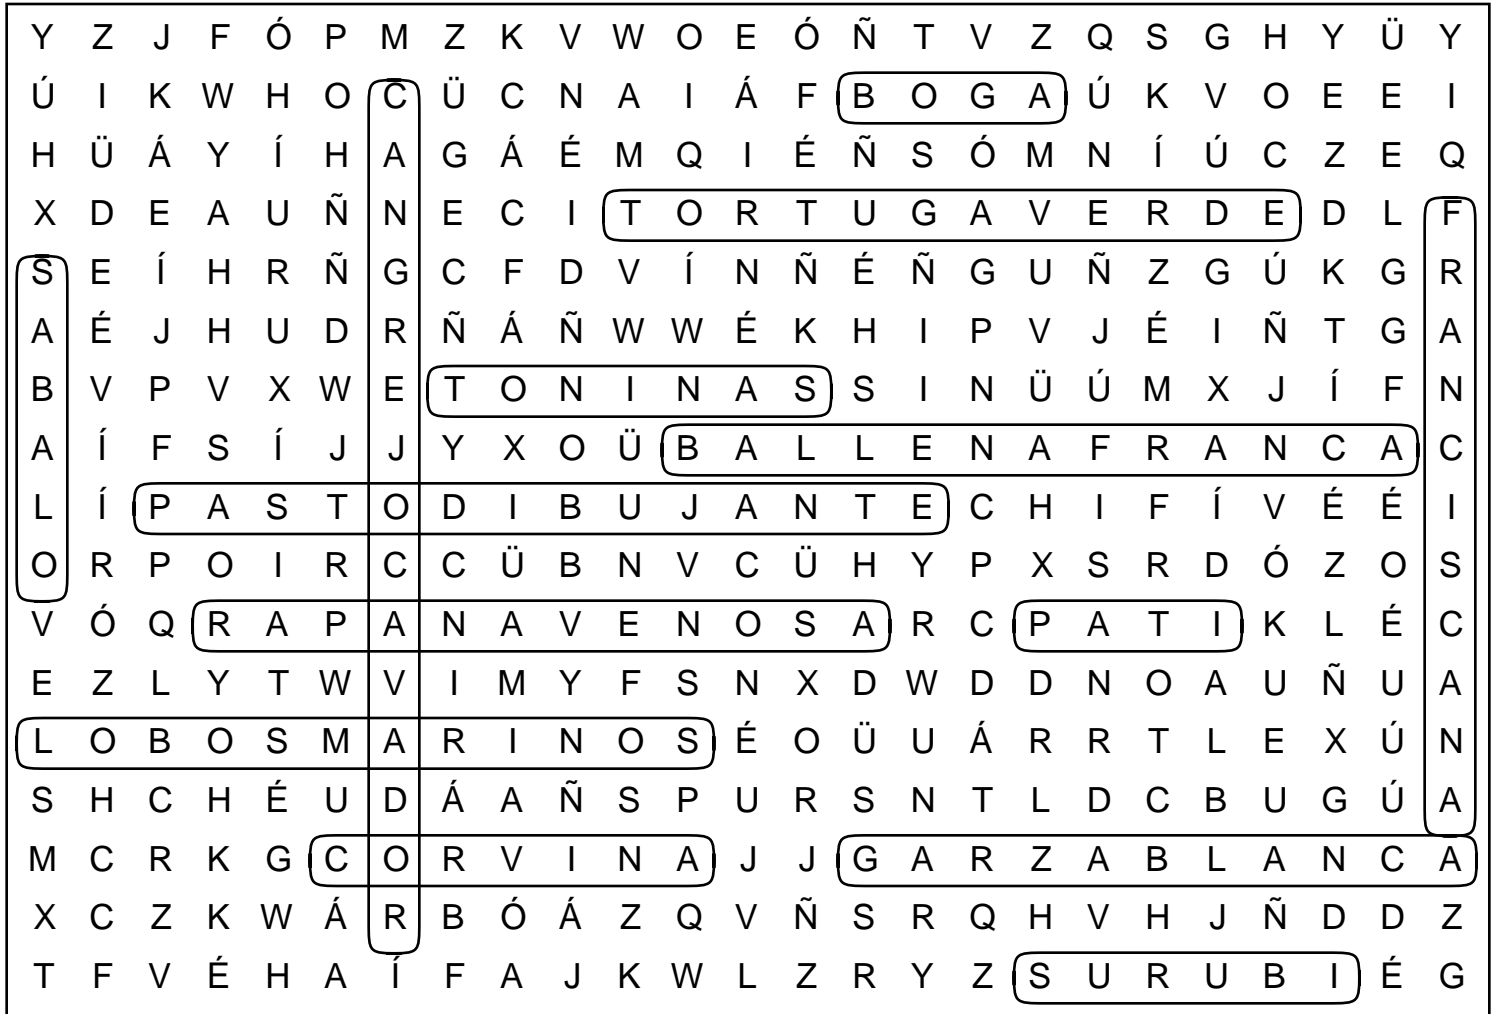 Y Z J F Ó P M Z K V W O E Ó Ñ T V Z Q S G H Y Ü Y
Ú I K W H O C Ü C N A I Á F B O G A Ú K V O E E I
H Ü Á Y Í H A G Á É M Q I É Ñ S Ó M N Í Ú C Z E Q
X D E A U Ñ N E C I T O R T U G A V E R D E D L F
S E Í H R Ñ G C F D V Í N Ñ É Ñ G U Ñ Z G Ú K G R
A É J H U D R Ñ Á Ñ W W É K H I P V J É I Ñ T G A
B V P V X W E T O N I N A S S I N Ü Ú M X J Í F N
A Í F S Í J J Y X O Ü B A L L E N A F R A N C A C
L Í P A S T O D I B U J A N T E C H I F Í V É É I
O R P O I R C C Ü B N V C Ü H Y P X S R D Ó Z O S
V Ó Q R A P A N A V E N O S A R C P A T I K L É C
E Z L Y T W V I M Y F S N X D W D D N O A U Ñ U A
L O B O S M A R I N O S É O Ü U Á R R T L E X Ú N
S H C H É U D Á A Ñ S P U R S N T L D C B U G Ú A
M C R K G C O R V I N A J J G A R Z A B L A N C A
X C Z K W Á R B Ó Á Z Q V Ñ S R Q H V H J Ñ D D Z
T F V É H A Í F A J K W L Z R Y Z S U R U B I É G